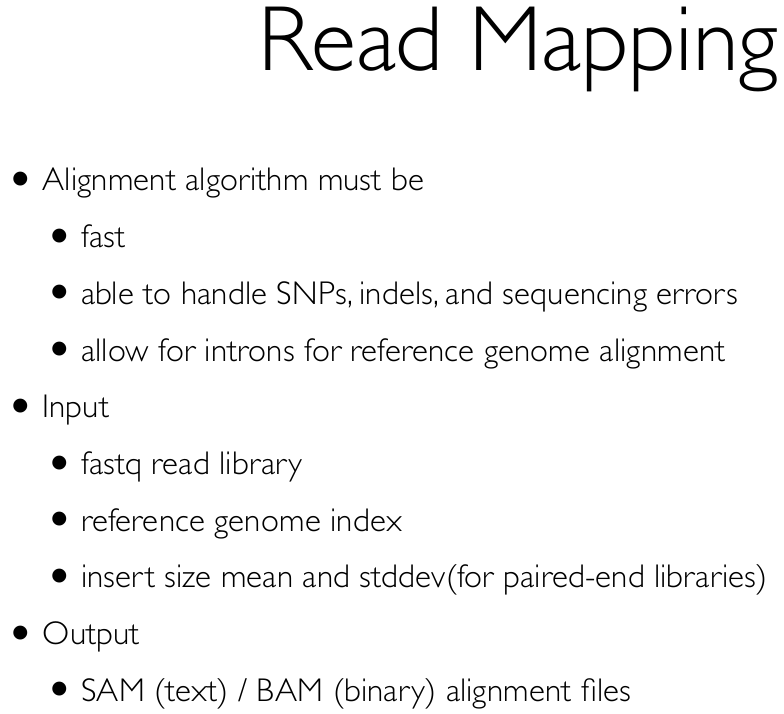 Read Mapping
• Alignment algorithm must be
• fast
• able to handle SNPs, indels, and sequencing errors
• allow for introns for reference genome alignment
• Input
• fastq read library
• reference genome index
• insert size mean and stddev(for paired-end libraries)
• Output
• SAM (text) / BAM (binary) alignment files